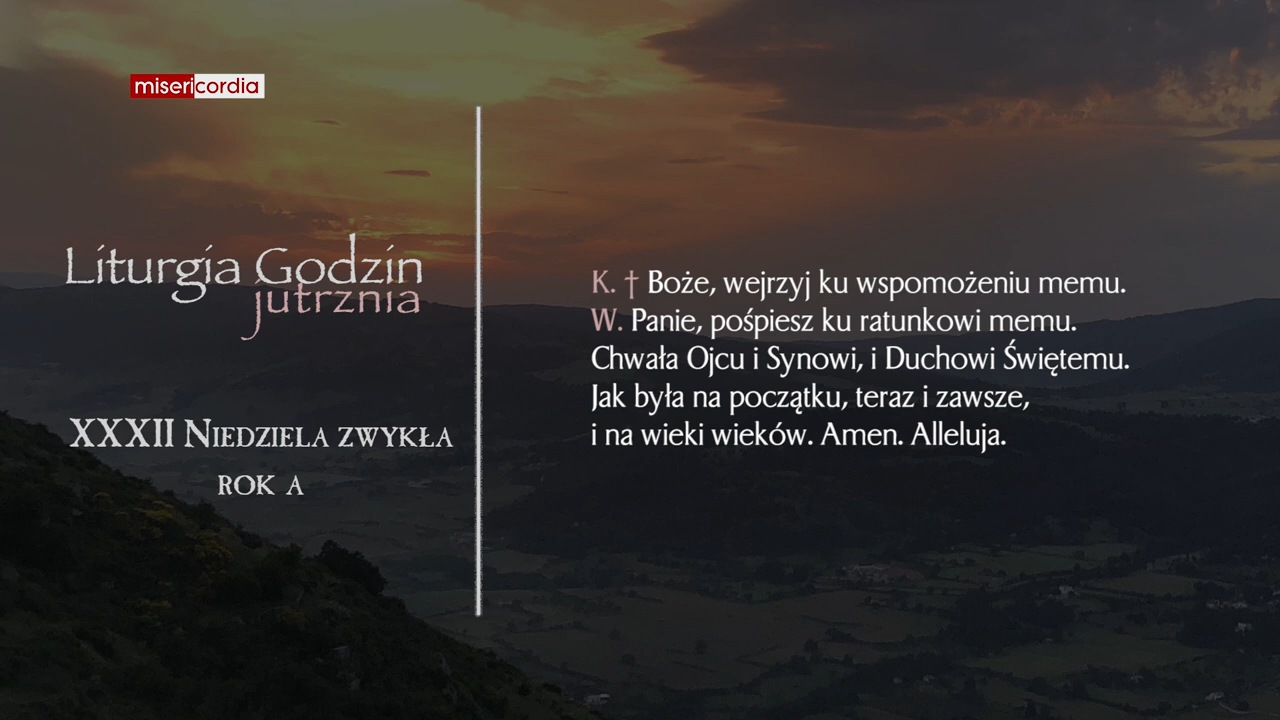 misericordia
Liturgia Godzin
jutrznia
XXXII Niedziela zwykła
rok a
K. † Boże, wejrzyj ku wspomożeniu memu.
W. Panie, pośpiesz ku ratunkowi memu.
Chwała Ojcu i Synowi, i Duchowi Świętemu.
Jak była na początku, teraz i zawsze,
i na wieki wieków. Amen. Alleluja.